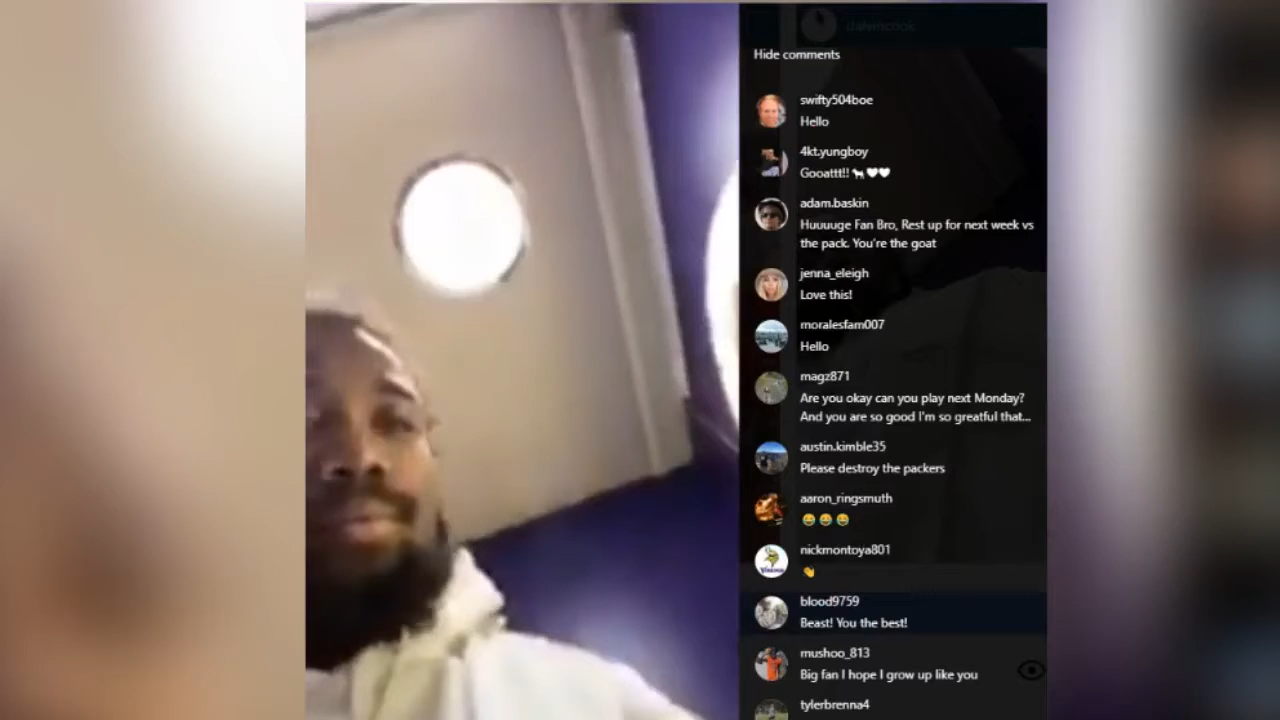 dalvincook
Hide comments
swifty504boe
Hello
4kt.yungboy
Gooattt!! 🐐🤍🤍
adam.baskin
Huuuuge Fan Bro, Rest up for next week vs
the pack. You're the goat
jenna_eleigh
Love this!
moralesfam007
Hello
magz871
Are you okay can you play next Monday?
And you are so good I'm so greatful that...
austin.kimble35
Please destroy the packers
aaron_ringsmuth
😂😂😂
nickmontoya801
👏
blood9759
Beast! You the best!
mushoo_813
Big fan I hope I grow up like you
tylerbrenna4